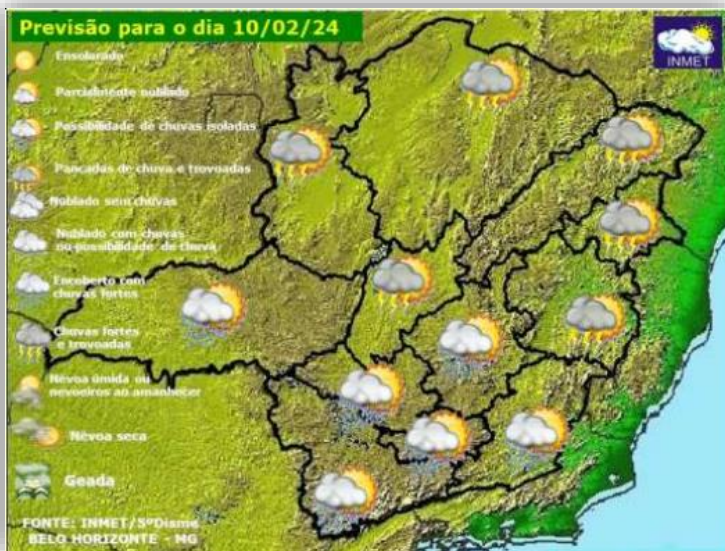 Previsão para o dia 10/02/24
INMET
Ensolarado
Parcialmente nublado
Possibilidade de chuvas isoladas
Pancadas de chuva e trovoadas
Nublado sem chuvas
Nublado com chuvas
no possibilidade de chuva
Encoberto com
chuvas fortes
Chuvas fortes
e trovoadas
Névoa úmida ou
nevoeiros ao amanhecer
Névoa seca
Geada
FONTE: INMET/5ºDisme
BELO HORIZONTE - MG